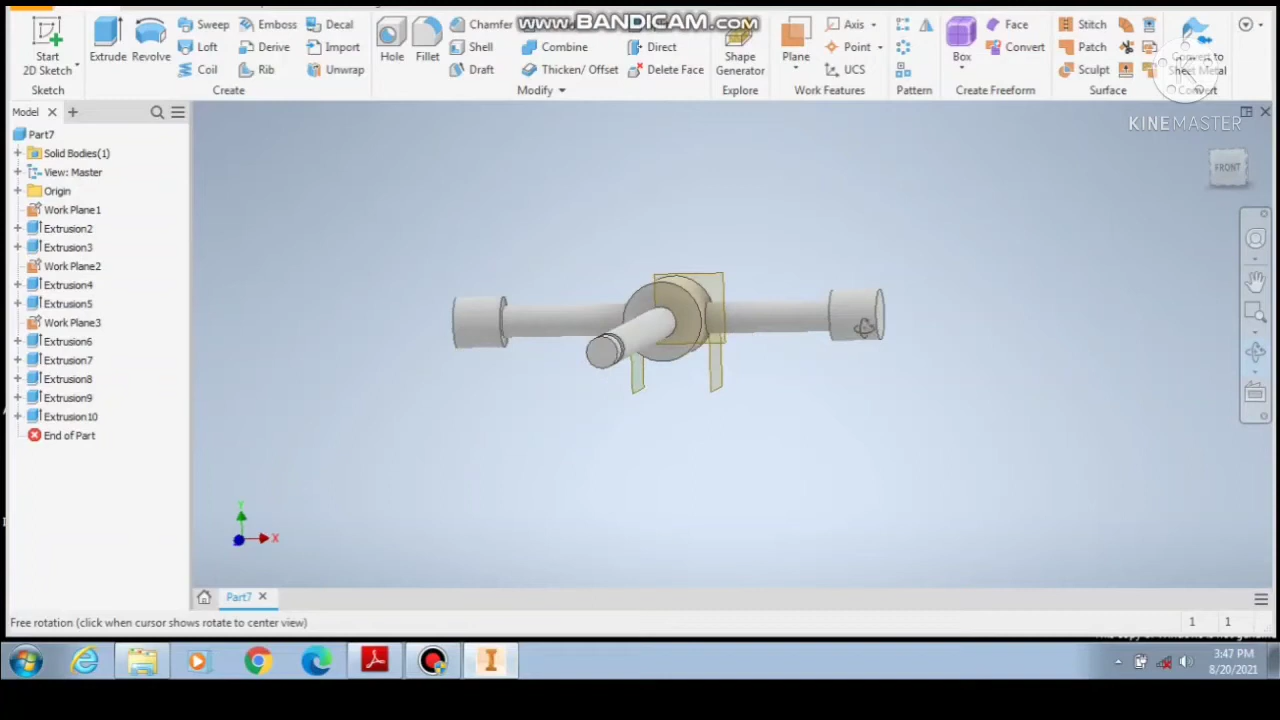 www.BANDICAM.com
KINEMASTER
Start
2D Sketch
Sketch
Extrude
Revolve
Sweep
Loft
Coil
Emboss
Derive
Rib
Decal
Import
Unwrap
Create
Hole
Fillet
Chamfer
Shell
Draft
Combine
Thicken/ Offset
Direct
Delete Face
Modify
Shape
Generator
Explore
Plane
Axis
Point
UCS
Work Features
Pattern
Box
Face
Convert
Create Freeform
Stitch
Patch
Sculpt
Surface
Convert to
Sheet Metal
Convert
Model
Part7
Solid Bodies(1)
View: Master
Origin
Work Plane1
Extrusion2
Extrusion3
Work Plane2
Extrusion4
Extrusion5
Work Plane3
Extrusion6
Extrusion7
Extrusion8
Extrusion9
Extrusion10
End of Part
FRONT
Y
X
Part7
Free rotation (click when cursor shows rotate to center view)
1 1
3:47 PM
8/20/2021